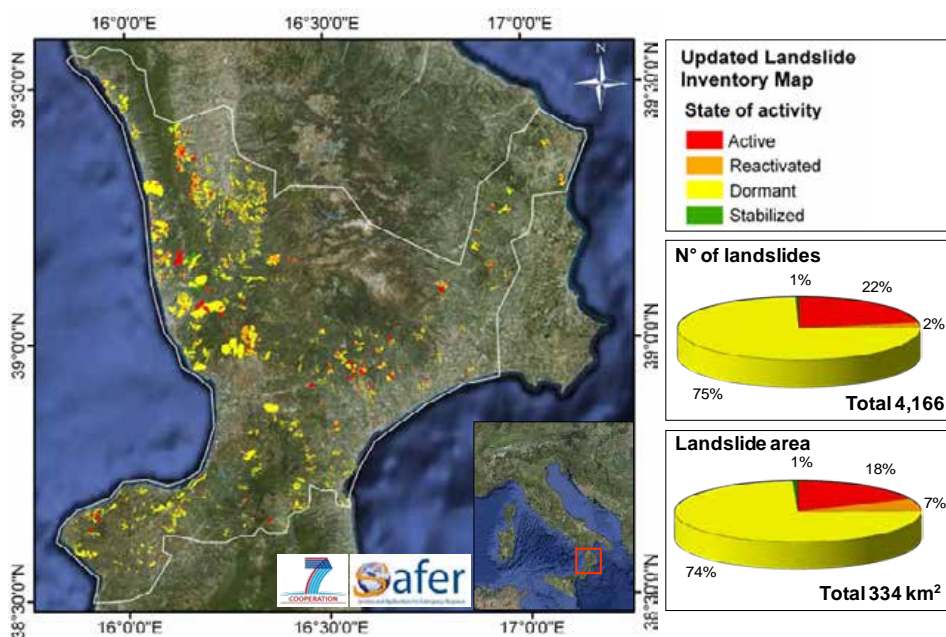 16°0'0"E
16°30'0"E
17°0'0"E
39°30'0"N
39°0'0"N
38°30'0"N
39°30'0"N
39°0'0"N
38°30'0"N
16°0'0"E
16°30'0"E
17°0'0"E
N
7
COOPERATION
Safer
Updated Landslide
Inventory Map
State of activity
Active
Reactivated
Dormant
Stabilized
N° of landslides
1%
22%
2%
75%
Total 4,166
Landslide area
1%
18%
7%
74%
Total 334 km²